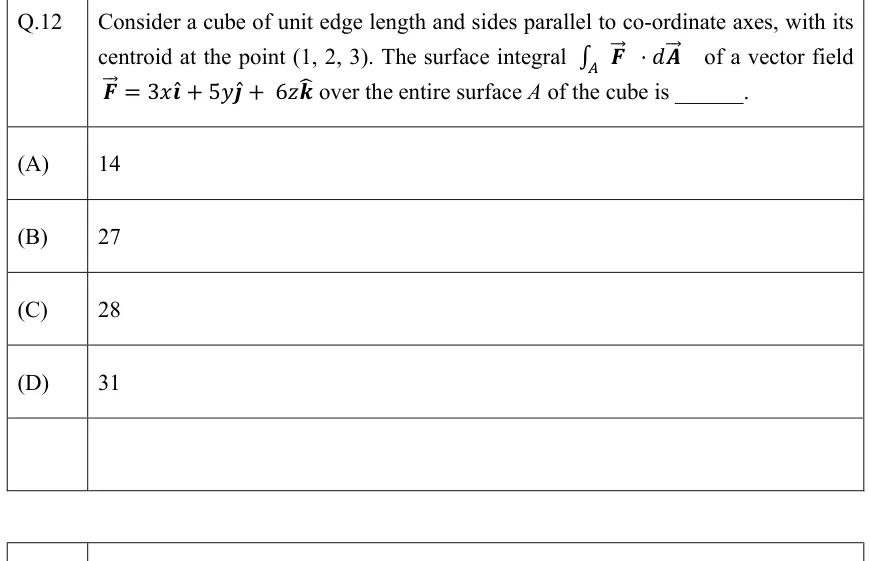 Q.12 Consider a cube of unit edge length and sides parallel to co-ordinate axes, with its
centroid at the point (1, 2, 3). The surface integral ∫_A F⃗ · dA⃗ of a vector field
F⃗ = 3xî + 5yĵ + 6zk̂ over the entire surface A of the cube is ______.
(A) 14
(B) 27
(C) 28
(D) 31